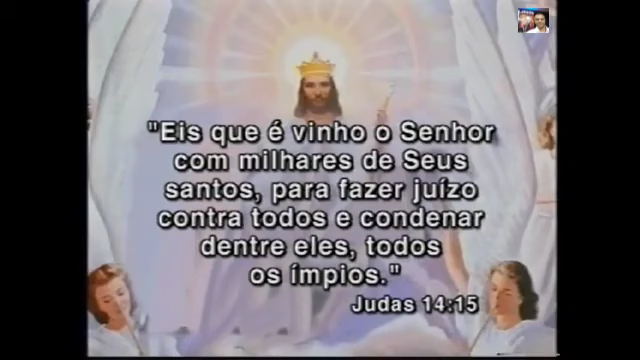 "Eis que é vinho o Senhor
com milhares de Seus
santos, para fazer juízo
contra todos e condenar
dentre eles, todos
os ímpios."
Judas 14:15